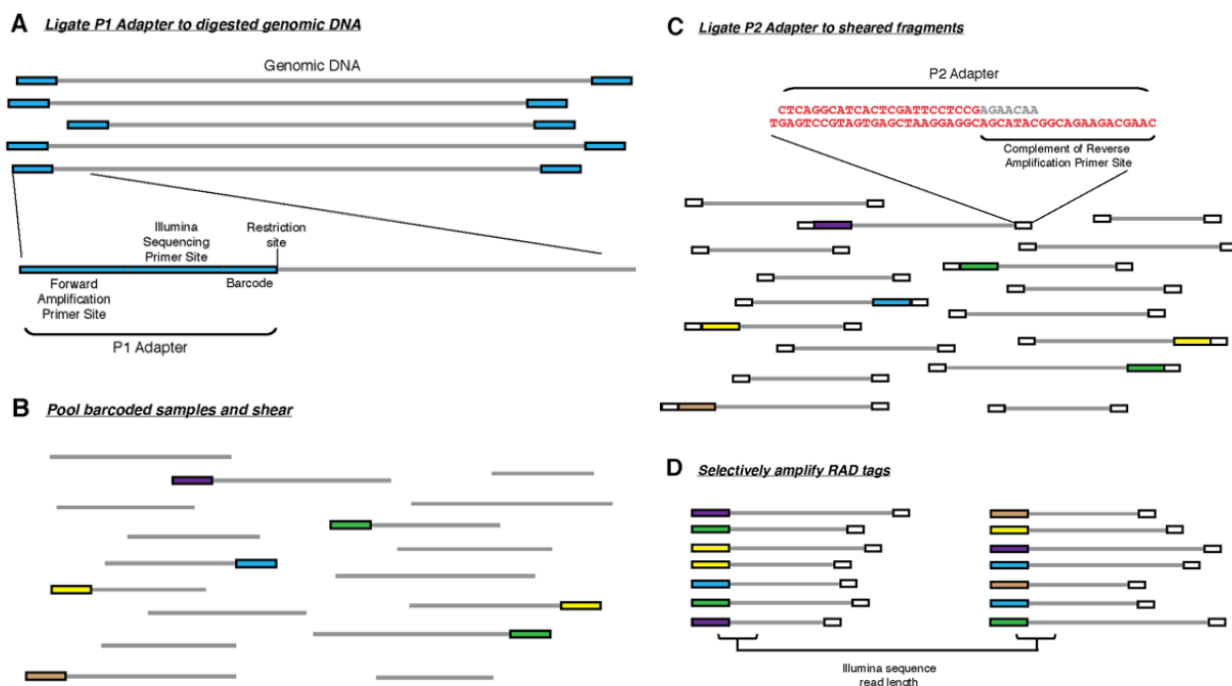 A Ligate P1 Adapter to digested genomic DNA
Genomic DNA
Illumina
Sequencing
Primer Site
Restriction
site
Forward
Amplification
Primer Site
Barcode
P1 Adapter
B Pool barcoded samples and shear
C Ligate P2 Adapter to sheared fragments
P2 Adapter
CTCAGGCATCACTCGATTCCTCCGAGAACAA
TGAGTCCGTAGTGAGCTAAGGAGGCAGCATACGGCAGAAGACGAAC
Complement of Reverse
Amplification Primer Site
D Selectively amplify RAD tags
Illumina sequence
read length